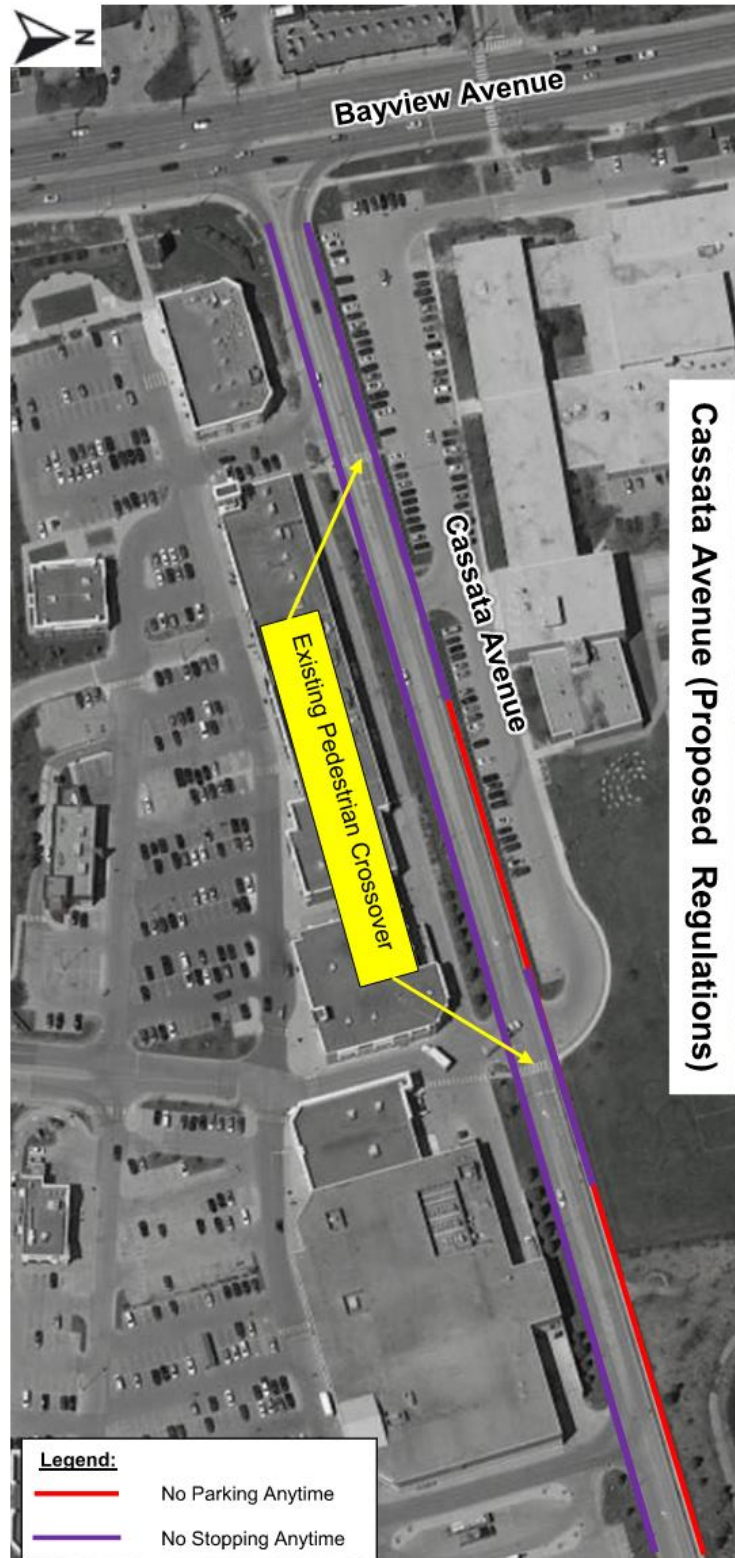 N
Bayview Avenue
Cassata Avenue (Proposed Regulations)
Cassata Avenue
Existing Pedestrian Crossover
Legend:
No Parking Anytime
No Stopping Anytime